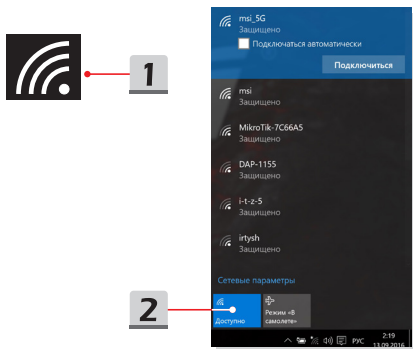 msi_5G
Защищено
Подключаться автоматически
Подключиться
1
msi
Защищено
MikroTik-7C66A5
Защищено
DAP-1155
Защищено
i-t-z-5
Защищено
irtysh
Защищено
Сетевые параметры
2
Доступно
Режим «В самолете»
РУС
2:19
13.09.2016